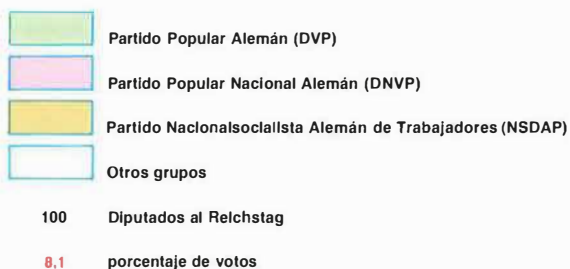 Partido Popular Alemán (DVP)
Partido Popular Nacional Alemán (DNVP)
Partido Nacionalsocialista Alemán de Trabajadores (NSDAP)
Otros grupos
100 Diputados al Reichstag
8,1 porcentaje de votos